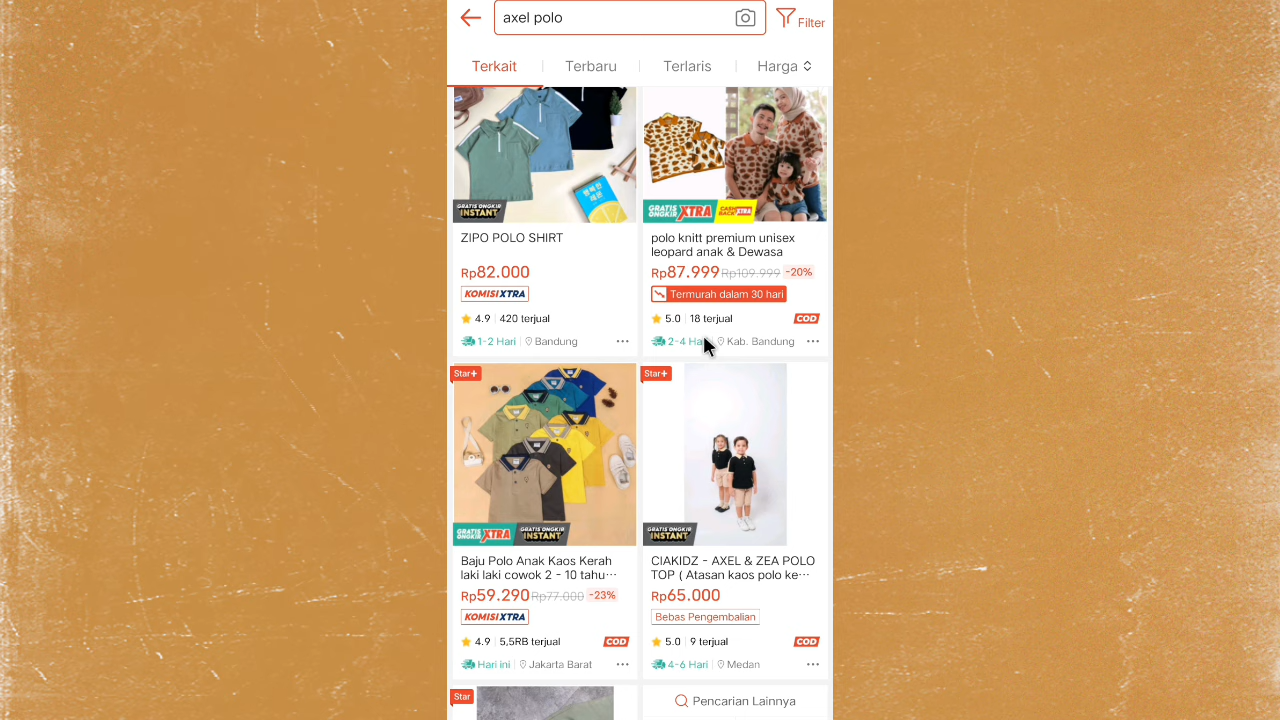 axel polo
Filter
Terkait
Terbaru
Terlaris
Harga
GRATIS ONGKIR INSTANT
ZIPO POLO SHIRT
Rp82.000
KOMISI XTRA
4.9
420 terjual
1-2 Hari
Bandung
GRATIS ONGKIR XTRA
CASHBACK XTRA
polo knitt premium unisex
leopard anak & Dewasa
Rp87.999 Rp109.999 -20%
Termurah dalam 30 hari
5.0
18 terjual
COD
2-4 Ha
Kab. Bandung
Star+
GRATIS ONGKIR XTRA
GRATIS ONGKIR INSTANT
Baju Polo Anak Kaos Kerah
laki laki cowok 2 - 10 tahu...
Rp59.290 Rp77.000 -23%
KOMISI XTRA
4.9
5,5RB terjual
COD
Hari ini
Jakarta Barat
Star+
GRATIS ONGKIR INSTANT
CIAKIDZ - AXEL & ZEA POLO
TOP ( Atasan kaos polo ke...
Rp65.000
Bebas Pengembalian
5.0
9 terjual
COD
4-6 Hari
Medan
Star
Pencarian Lainnya